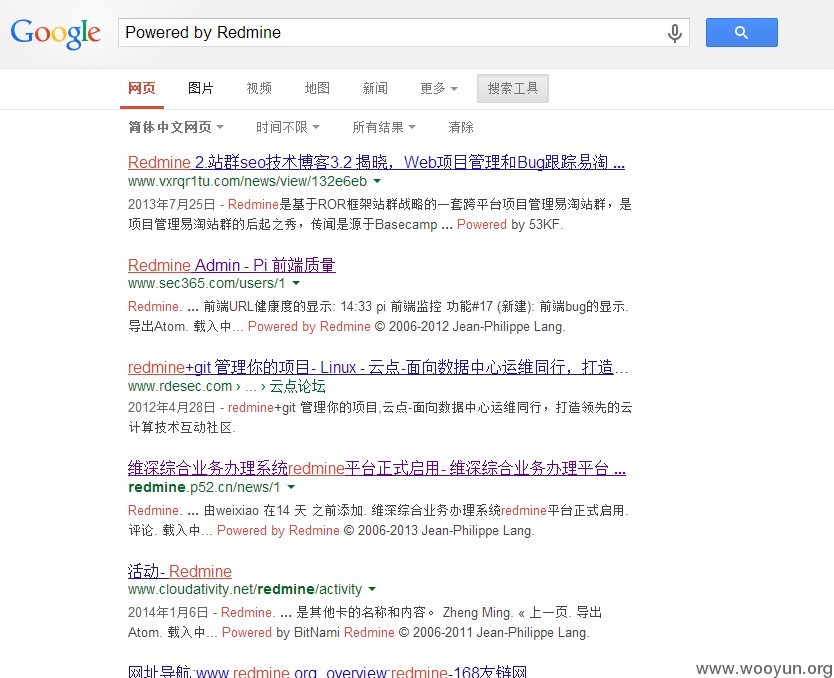 Google
Powered by Redmine
网页 图片 视频 地图 新闻 更多 搜索工具
简体中文网页 时间不限 所有结果 清除
Redmine 2.站群seo技术博客3.2 揭晓，Web项目管理和Bug跟踪易淘 ...
www.vxrqr1tu.com/news/view/132e6eb
2013年7月25日 - Redmine是基于ROR框架站群战略的一套跨平台项目管理易淘站群，是
项目管理易淘站群的后起之秀，传闻是源于Basecamp ... Powered by 53KF.
Redmine Admin - Pi 前端质量
www.sec365.com/users/1
Redmine. ... 前端URL健康度的显示: 14:33 pi 前端监控 功能#17 (新建): 前端bug的显示.
导出Atom. 载入中... Powered by Redmine © 2006-2012 Jean-Philippe Lang.
redmine+git 管理你的项目- Linux - 云点-面向数据中心运维同行，打造...
www.rdesec.com › ... › 云点论坛
2012年4月28日 - redmine+git 管理你的项目,云点-面向数据中心运维同行，打造领先的云
计算技术互动社区.
维深综合业务办理系统redmine平台正式启用- 维深综合业务办理平台 ...
redmine.p52.cn/news/1
Redmine. ... 由weixiao 在14 天 之前添加. 维深综合业务办理系统redmine平台正式启用.
评论. 载入中... Powered by Redmine © 2006-2013 Jean-Philippe Lang.
活动- Redmine
www.cloudativity.net/redmine/activity
2014年1月6日 - Redmine. ... 是其他卡的名称和内容。 Zheng Ming. « 上一页. 导出
Atom. 载入中... Powered by BitNami Redmine © 2006-2011 Jean-Philippe Lang.
网址导航:www.redmine.org_overview:redmine-168友链网
www.wooyun.org